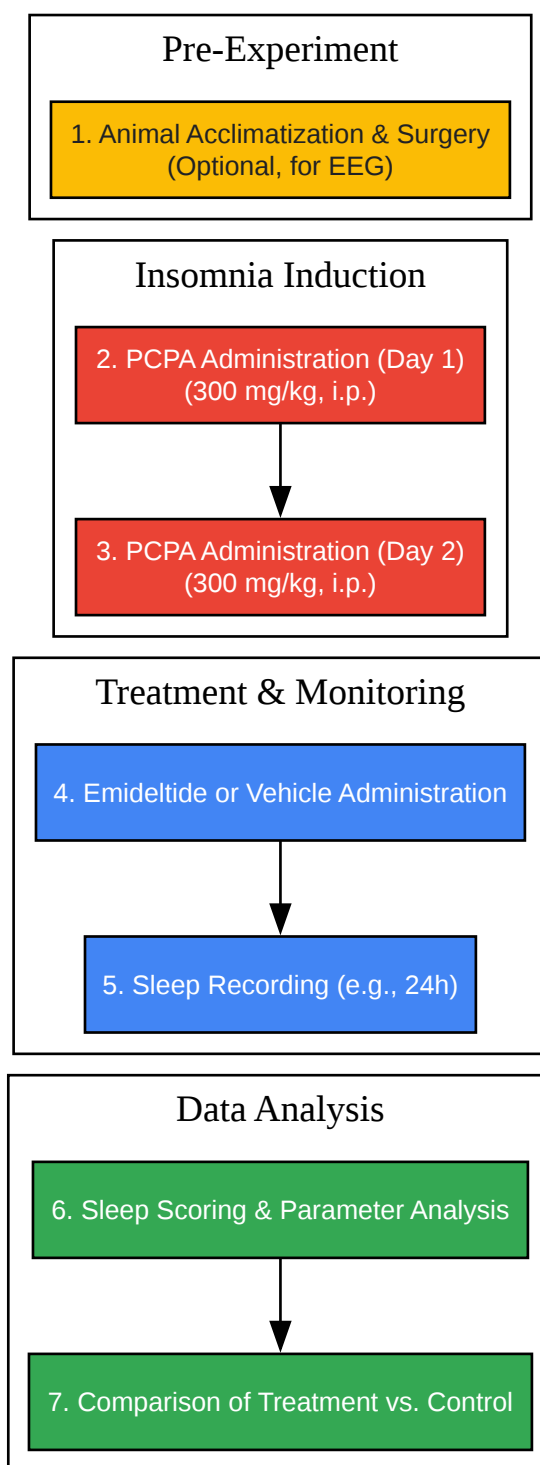 Pre-Experiment
1. Animal Acclimatization & Surgery
(Optional, for EEG)
Insomnia Induction
2. PCPA Administration (Day 1)
(300 mg/kg, i.p.)
3. PCPA Administration (Day 2)
(300 mg/kg, i.p.)
Treatment & Monitoring
4. Emideltide or Vehicle Administration
5. Sleep Recording (e.g., 24h)
Data Analysis
6. Sleep Scoring & Parameter Analysis
7. Comparison of Treatment vs. Control